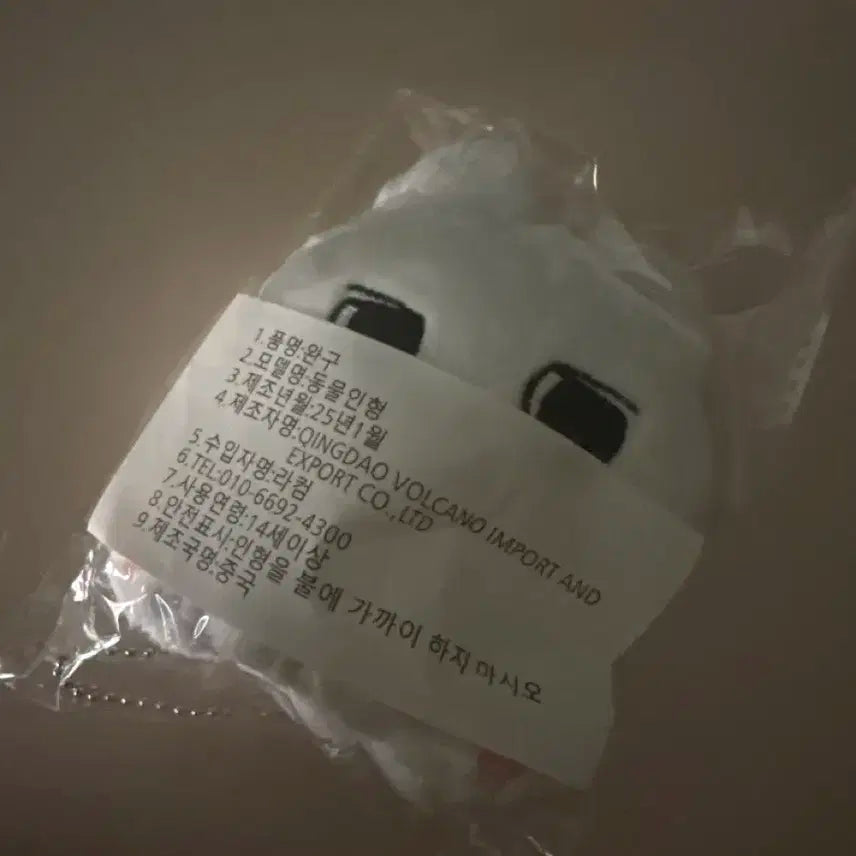 1.품명:완구
2.모델명:동물인형
3.제조년월:25년1월
4.제조자명:QINGDAO VOLCANO IMPORT AND
EXPORT CO.,LTD
5.수입자명:라컴
6.TEL:010-6692-4300
7.사용연령:14세이상
8.안전표시:인형을 불에 가까이 하지 마시오
9.제조국명:중국